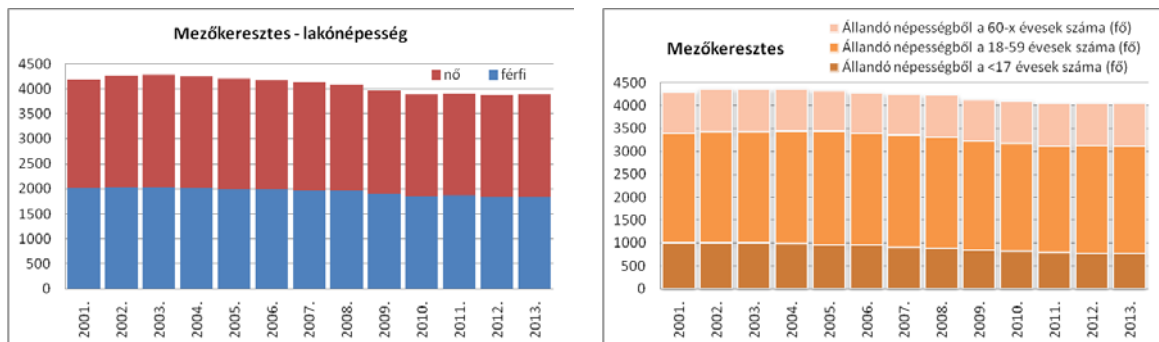 Mezőkeresztes - lakónépesség
nő férfi
4500
4000
3500
3000
2500
2000
1500
1000
500
0
2001. 2002. 2003. 2004. 2005. 2006. 2007. 2008. 2009. 2010. 2011. 2012. 2013.
Mezőkeresztes
Állandó népességből a 60-x évesek száma (fő)
Állandó népességből a 18-59 évesek száma (fő)
Állandó népességből a <17 évesek száma (fő)
4500
4000
3500
3000
2500
2000
1500
1000
500
0
2001. 2002. 2003. 2004. 2005. 2006. 2007. 2008. 2009. 2010. 2011. 2012. 2013.